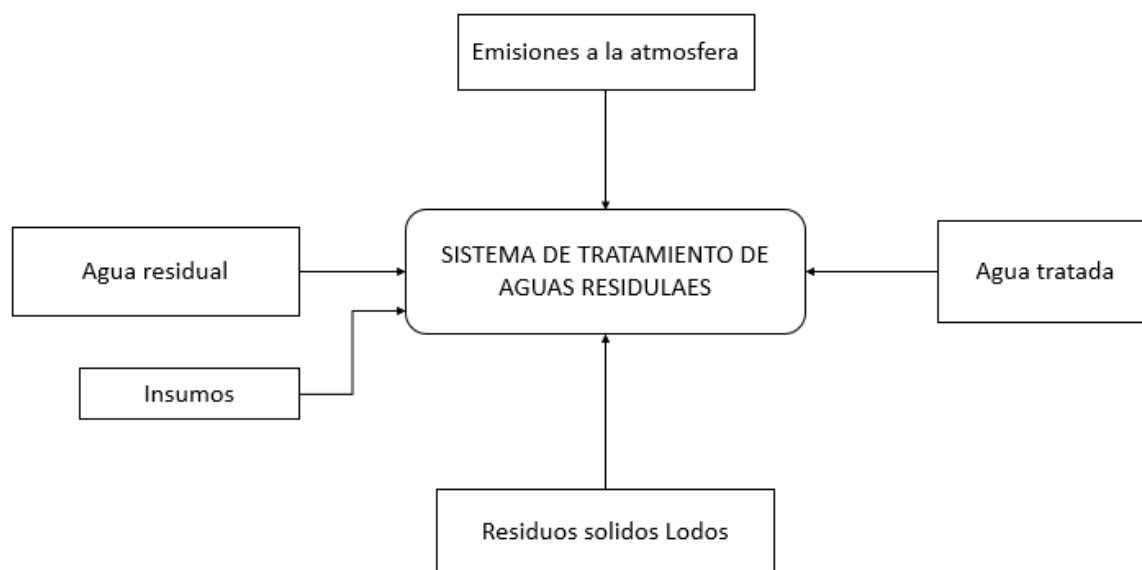 Emisiones a la atmosfera
SISTEMA DE TRATAMIENTO DE
AGUAS RESIDULAES
Agua residual
Agua tratada
Insumos
Residuos solidos Lodos